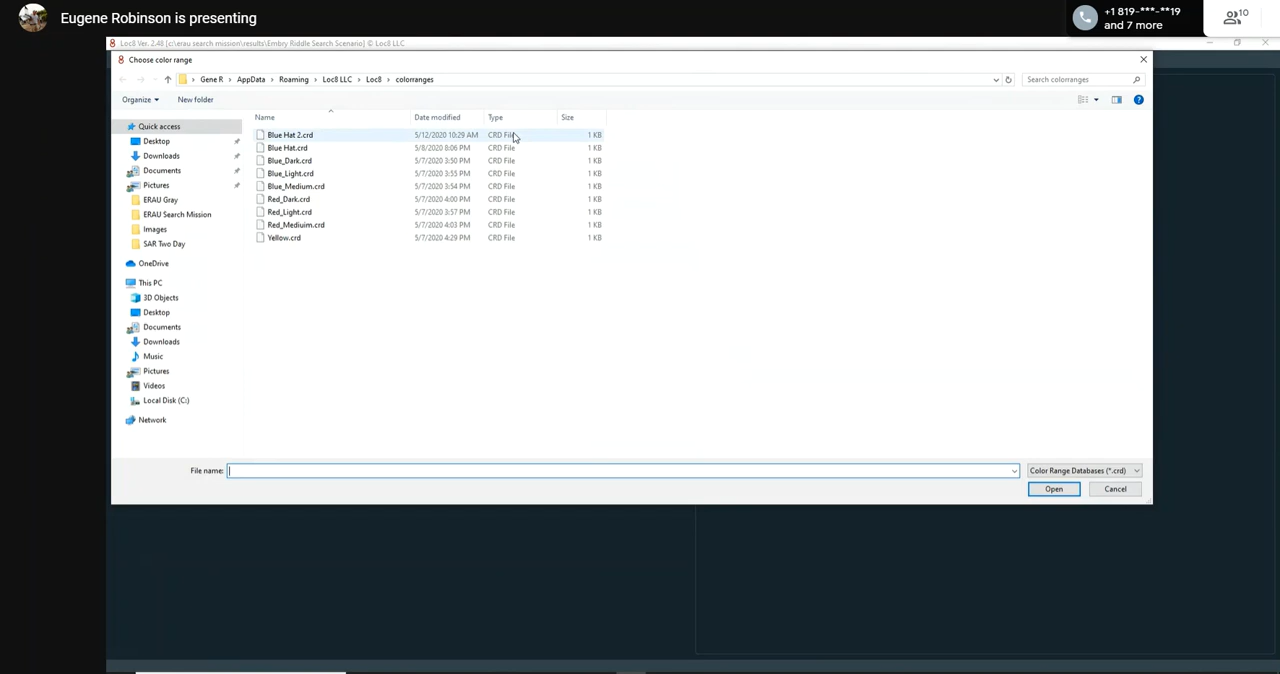 Eugene Robinson is presenting
+1 819-***-**19
and 7 more
10
8 Loc8 Ver. 2.48 [c:\erau search mission\results\Embry Riddle Search Scenario] © Loc8 LLC
8 Choose color range
Gene R > AppData > Roaming > Loc8 LLC > Loc8 > colorranges
Search colorranges
Organize New folder
?
Name Date modified Type Size
Quick access
Desktop
Downloads
Documents
Pictures
ERAU Gray
ERAU Search Mission
Images
SAR Two Day
OneDrive
This PC
3D Objects
Desktop
Documents
Downloads
Music
Pictures
Videos
Local Disk (C:)
Network
Blue Hat 2.crd 5/12/2020 10:29 AM CRD File 1 KB
Blue Hat.crd 5/8/2020 8:06 PM CRD File 1 KB
Blue_Dark.crd 5/7/2020 3:50 PM CRD File 1 KB
Blue_Light.crd 5/7/2020 3:55 PM CRD File 1 KB
Blue_Medium.crd 5/7/2020 3:54 PM CRD File 1 KB
Red_Dark.crd 5/7/2020 4:00 PM CRD File 1 KB
Red_Light.crd 5/7/2020 3:57 PM CRD File 1 KB
Red_Mediuim.crd 5/7/2020 4:03 PM CRD File 1 KB
Yellow.crd 5/7/2020 4:29 PM CRD File 1 KB
File name:
Color Range Databases (*.crd)
Open Cancel